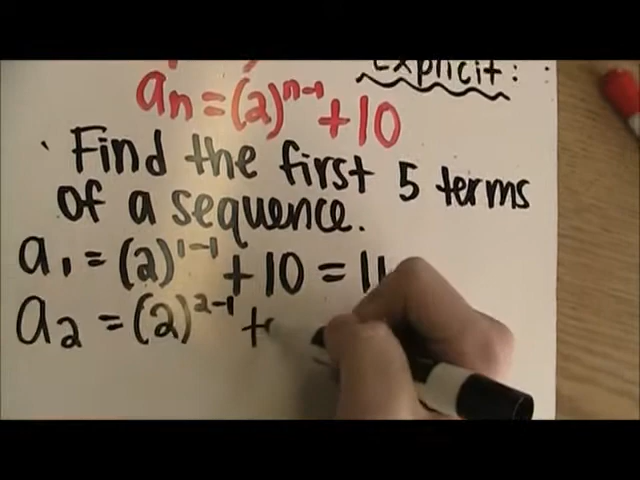 Explicit:
aₙ = (2)ⁿ⁻¹ + 10
· Find the first 5 terms
of a sequence.
a₁ = (2)¹⁻¹ + 10 = 11
a₂ = (2)²⁻¹ +